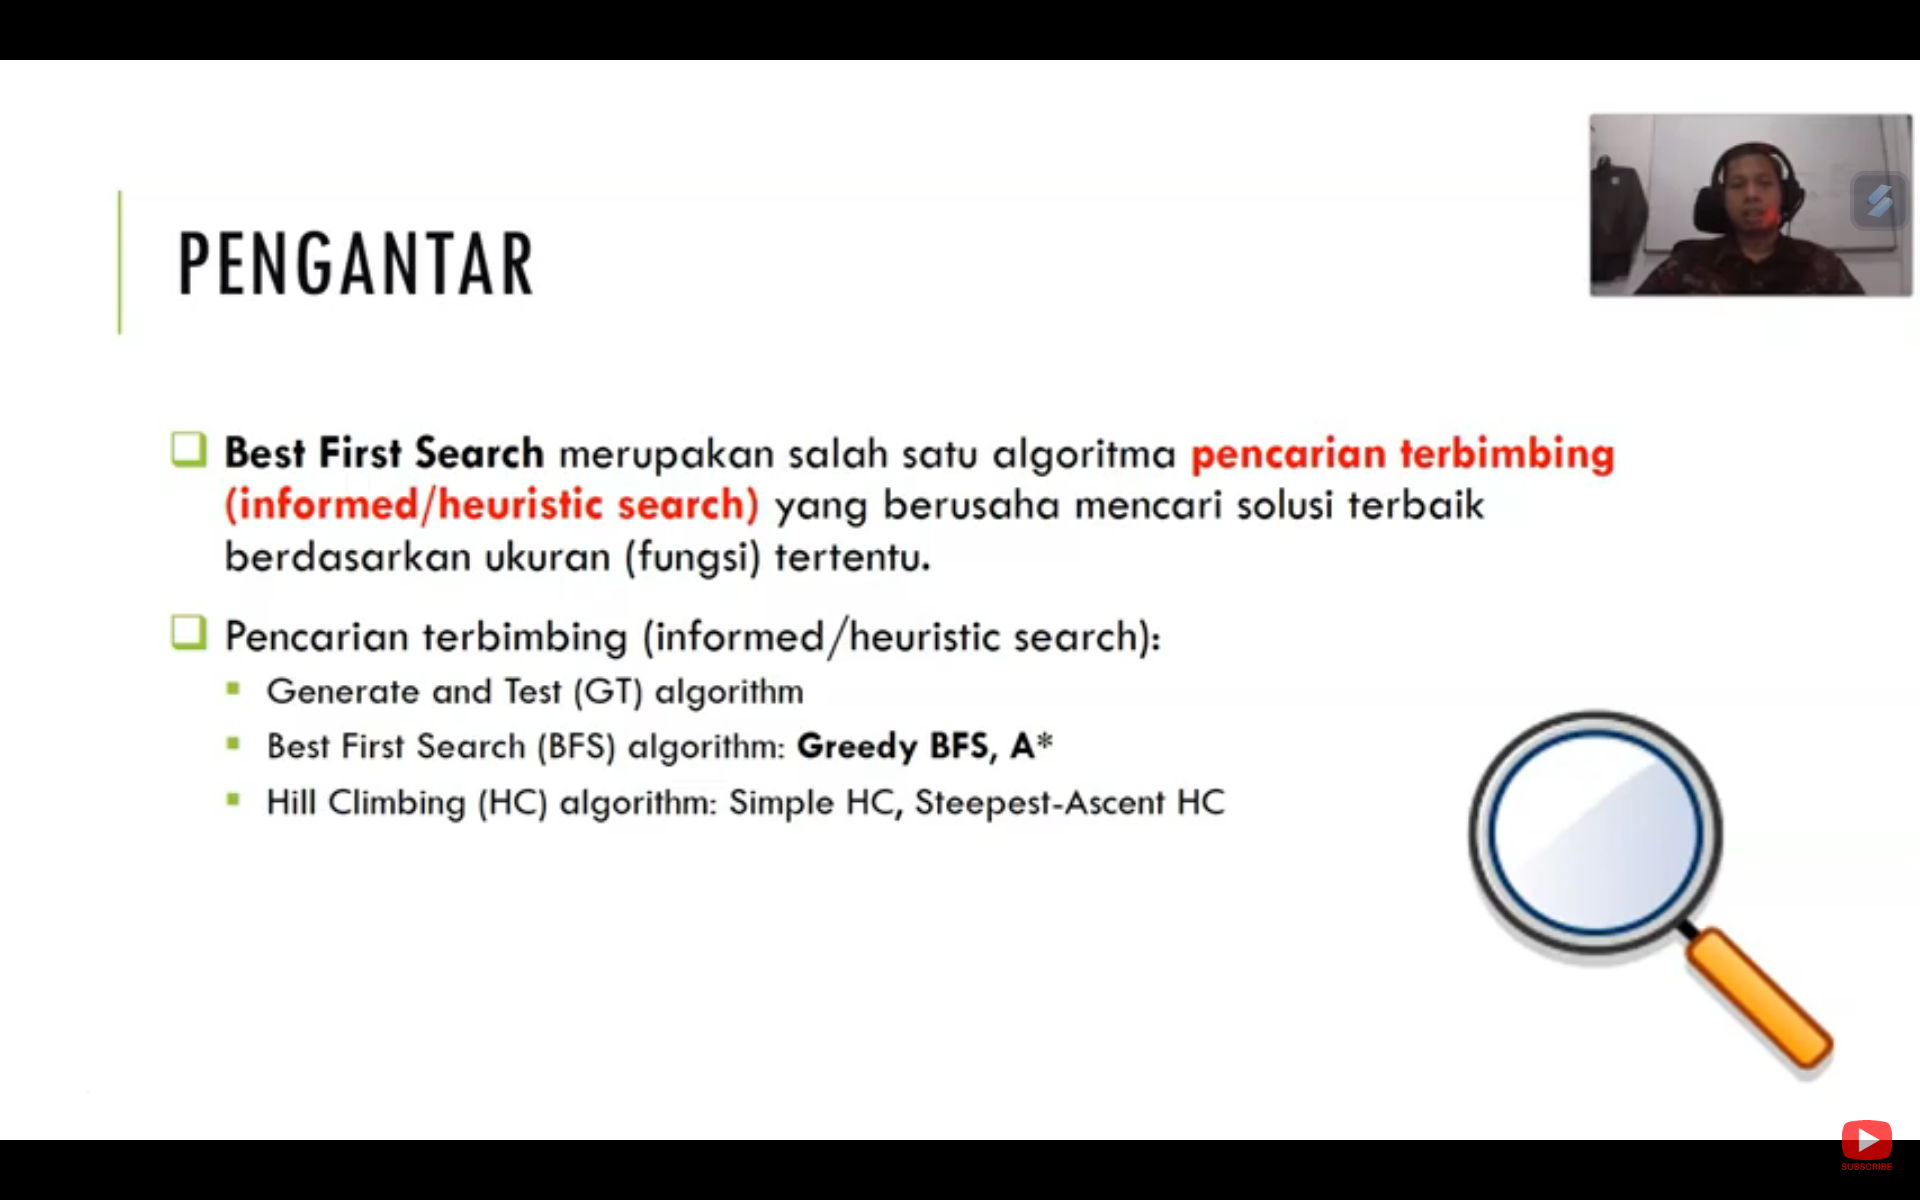 PENGANTAR
Best First Search merupakan salah satu algoritma pencarian terbimbing
(informed/heuristic search) yang berusaha mencari solusi terbaik
berdasarkan ukuran (fungsi) tertentu.
Pencarian terbimbing (informed/heuristic search):
Generate and Test (GT) algorithm
Best First Search (BFS) algorithm: Greedy BFS, A*
Hill Climbing (HC) algorithm: Simple HC, Steepest-Ascent HC
SUBSCRIBE